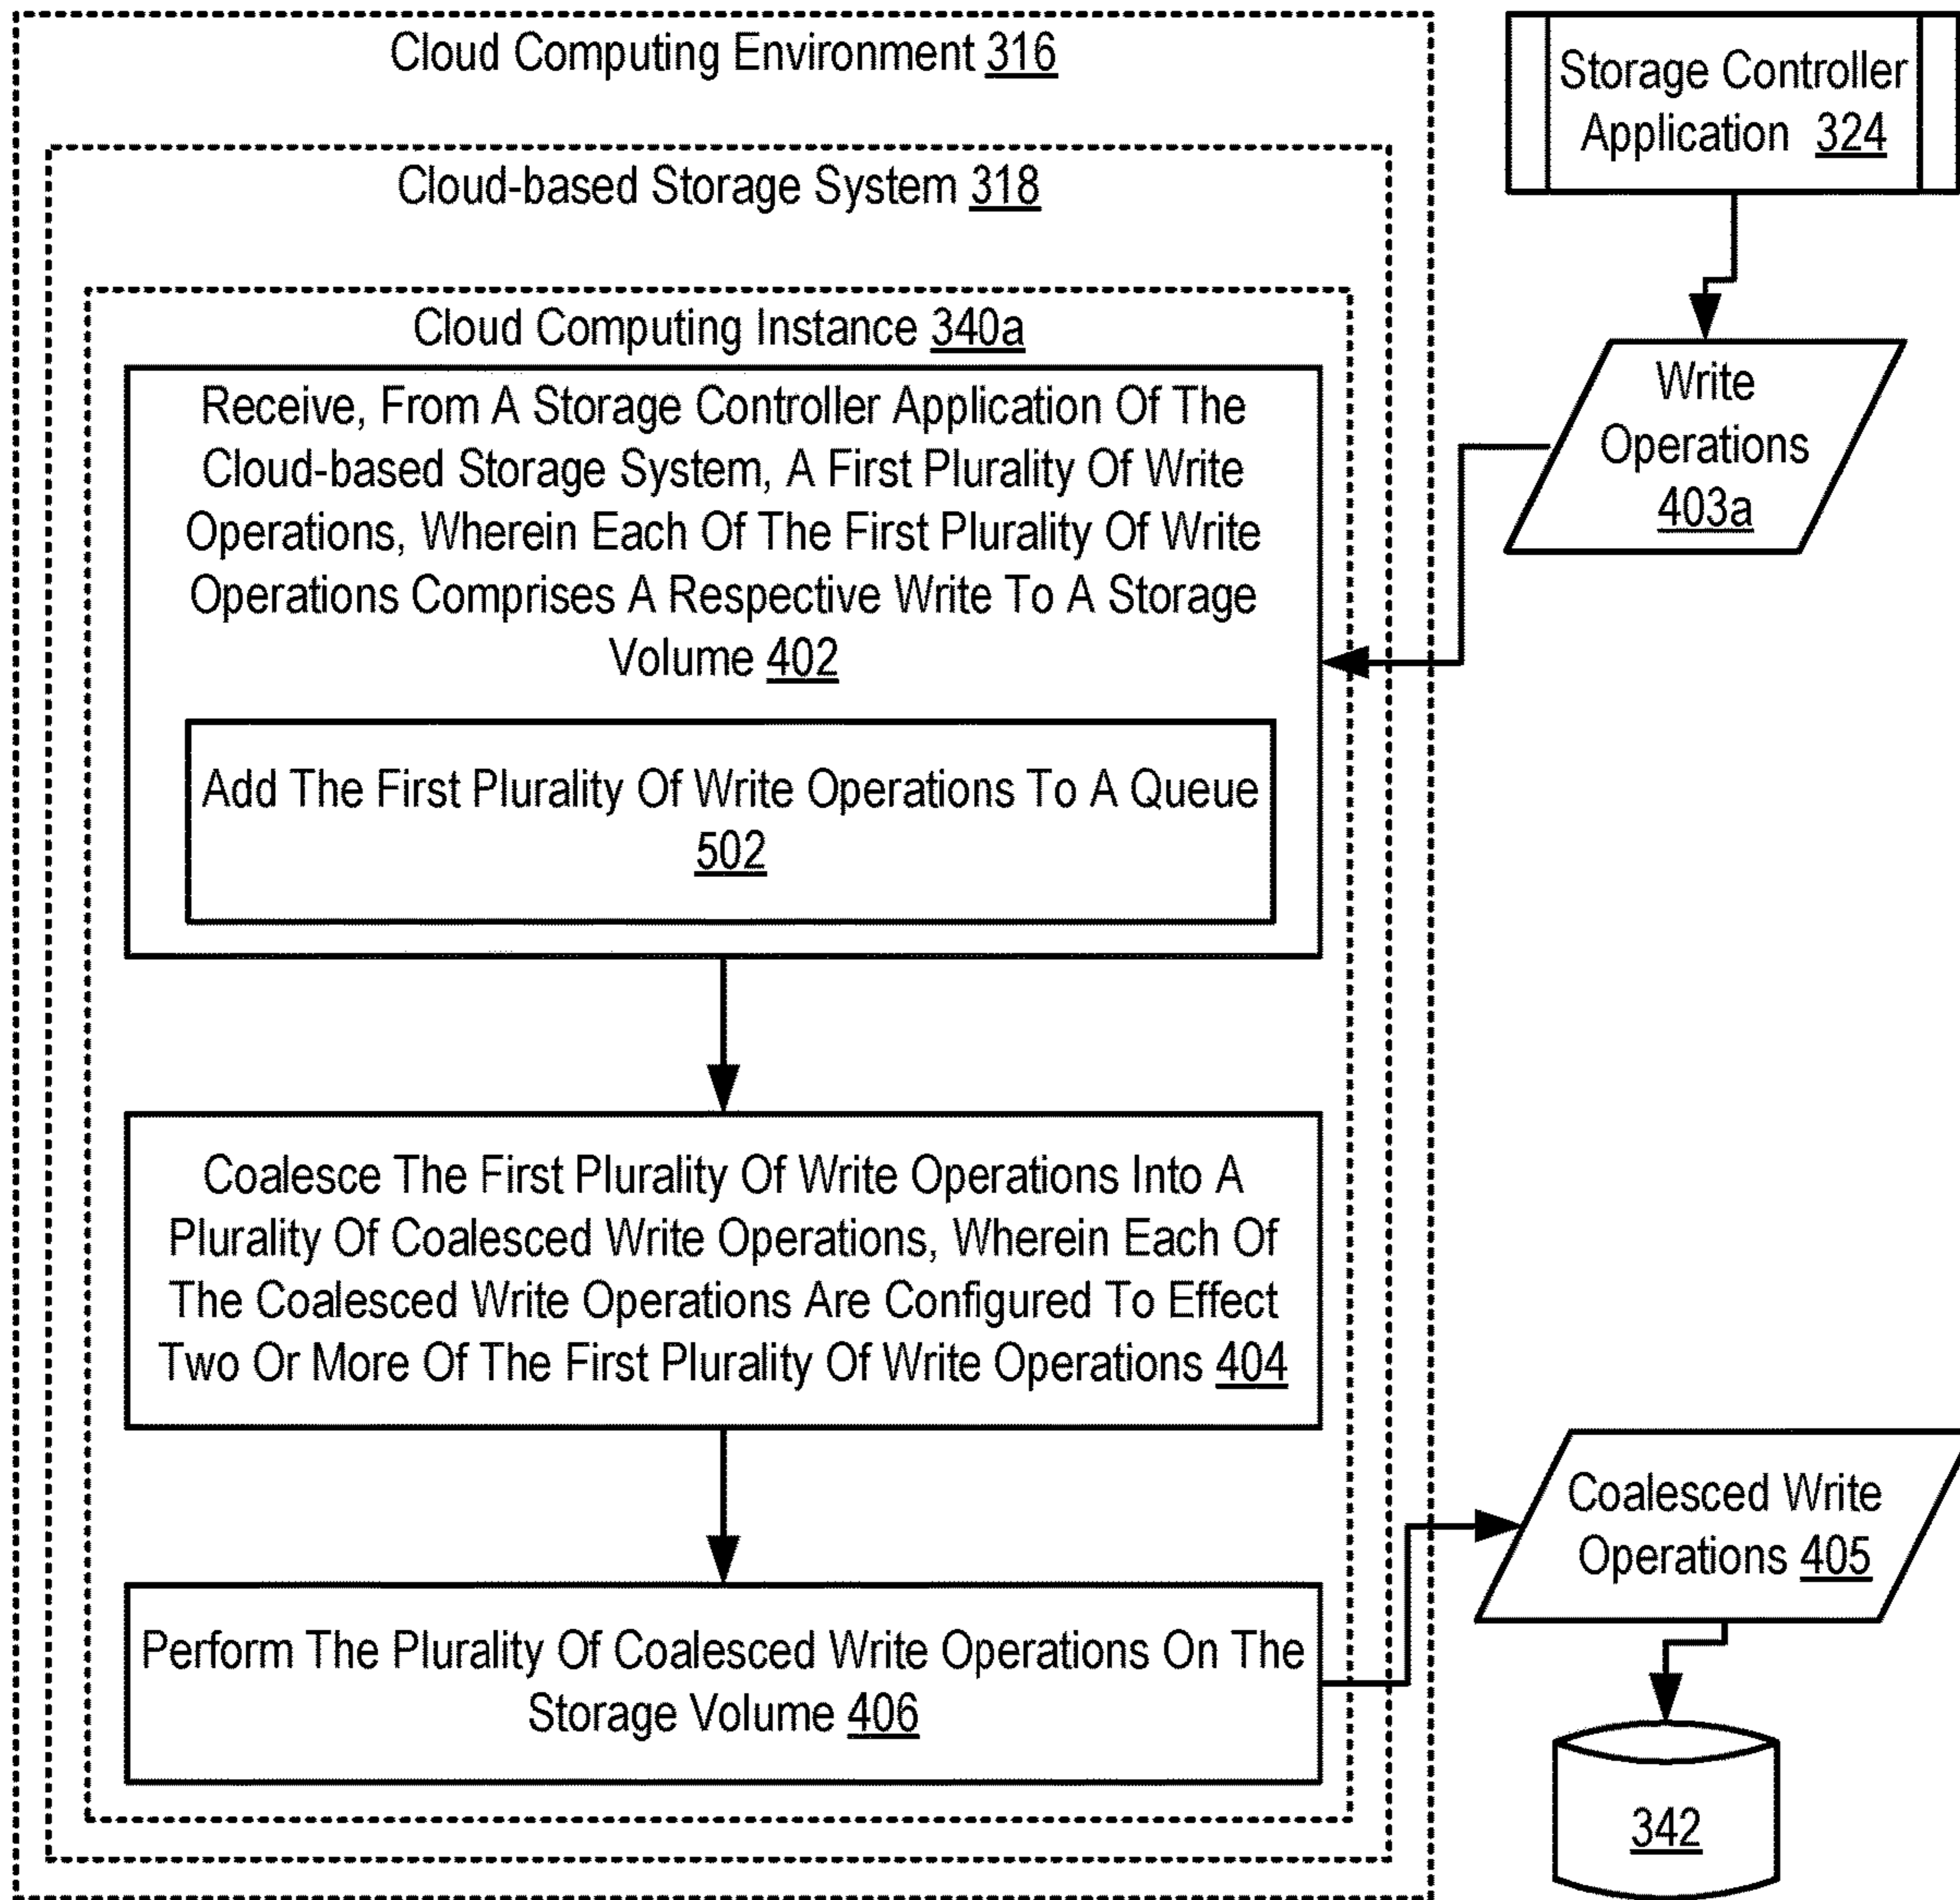 Cloud Computing Environment 316
Cloud-based Storage System 318
Cloud Computing Instance 340a
Receive, From A Storage Controller Application Of The
Cloud-based Storage System, A First Plurality Of Write
Operations, Wherein Each Of The First Plurality Of Write
Operations Comprises A Respective Write To A Storage
Volume 402
Add The First Plurality Of Write Operations To A Queue
502
Coalesce The First Plurality Of Write Operations Into A
Plurality Of Coalesced Write Operations, Wherein Each Of
The Coalesced Write Operations Are Configured To Effect
Two Or More Of The First Plurality Of Write Operations 404
Perform The Plurality Of Coalesced Write Operations On The
Storage Volume 406
Storage Controller
Application 324
Write
Operations
403a
Coalesced Write
Operations 405
342